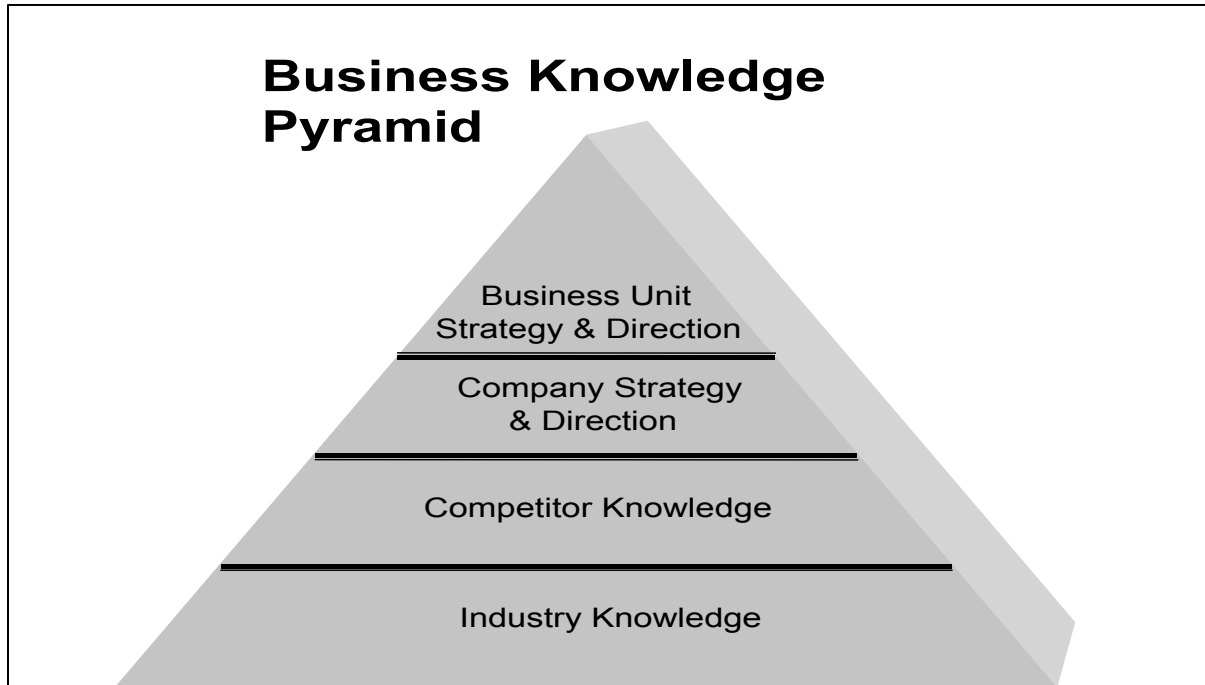 Business Knowledge
Pyramid
Business Unit
Strategy & Direction
Company Strategy
& Direction
Competitor Knowledge
Industry Knowledge